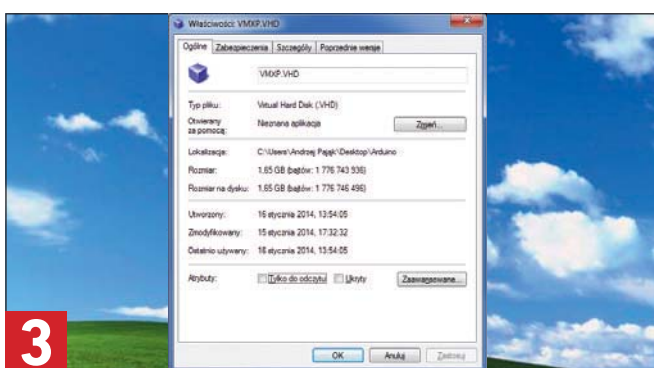 Właściwości: VMXP.VHD
Ogólne Zabezpieczenia Szczegóły Poprzednie wersje
VMXP.VHD
Typ pliku: Virtual Hard Disk (.VHD)
Otwierany za pomocą: Nieznana aplikacja Zmień...
Lokalizacja: C:\Users\Andrzej Pająk\Desktop\Arduino
Rozmiar: 1,65 GB (bajtów: 1 776 743 936)
Rozmiar na dysku: 1,65 GB (bajtów: 1 776 746 496)
Utworzony: 16 stycznia 2014, 13:54:05
Zmodyfikowany: 15 stycznia 2014, 17:32:32
Ostatnio używany: 16 stycznia 2014, 13:54:05
Atrybuty: Tylko do odczytu Ukryty Zaawansowane...
3
OK Anuluj Zastosuj